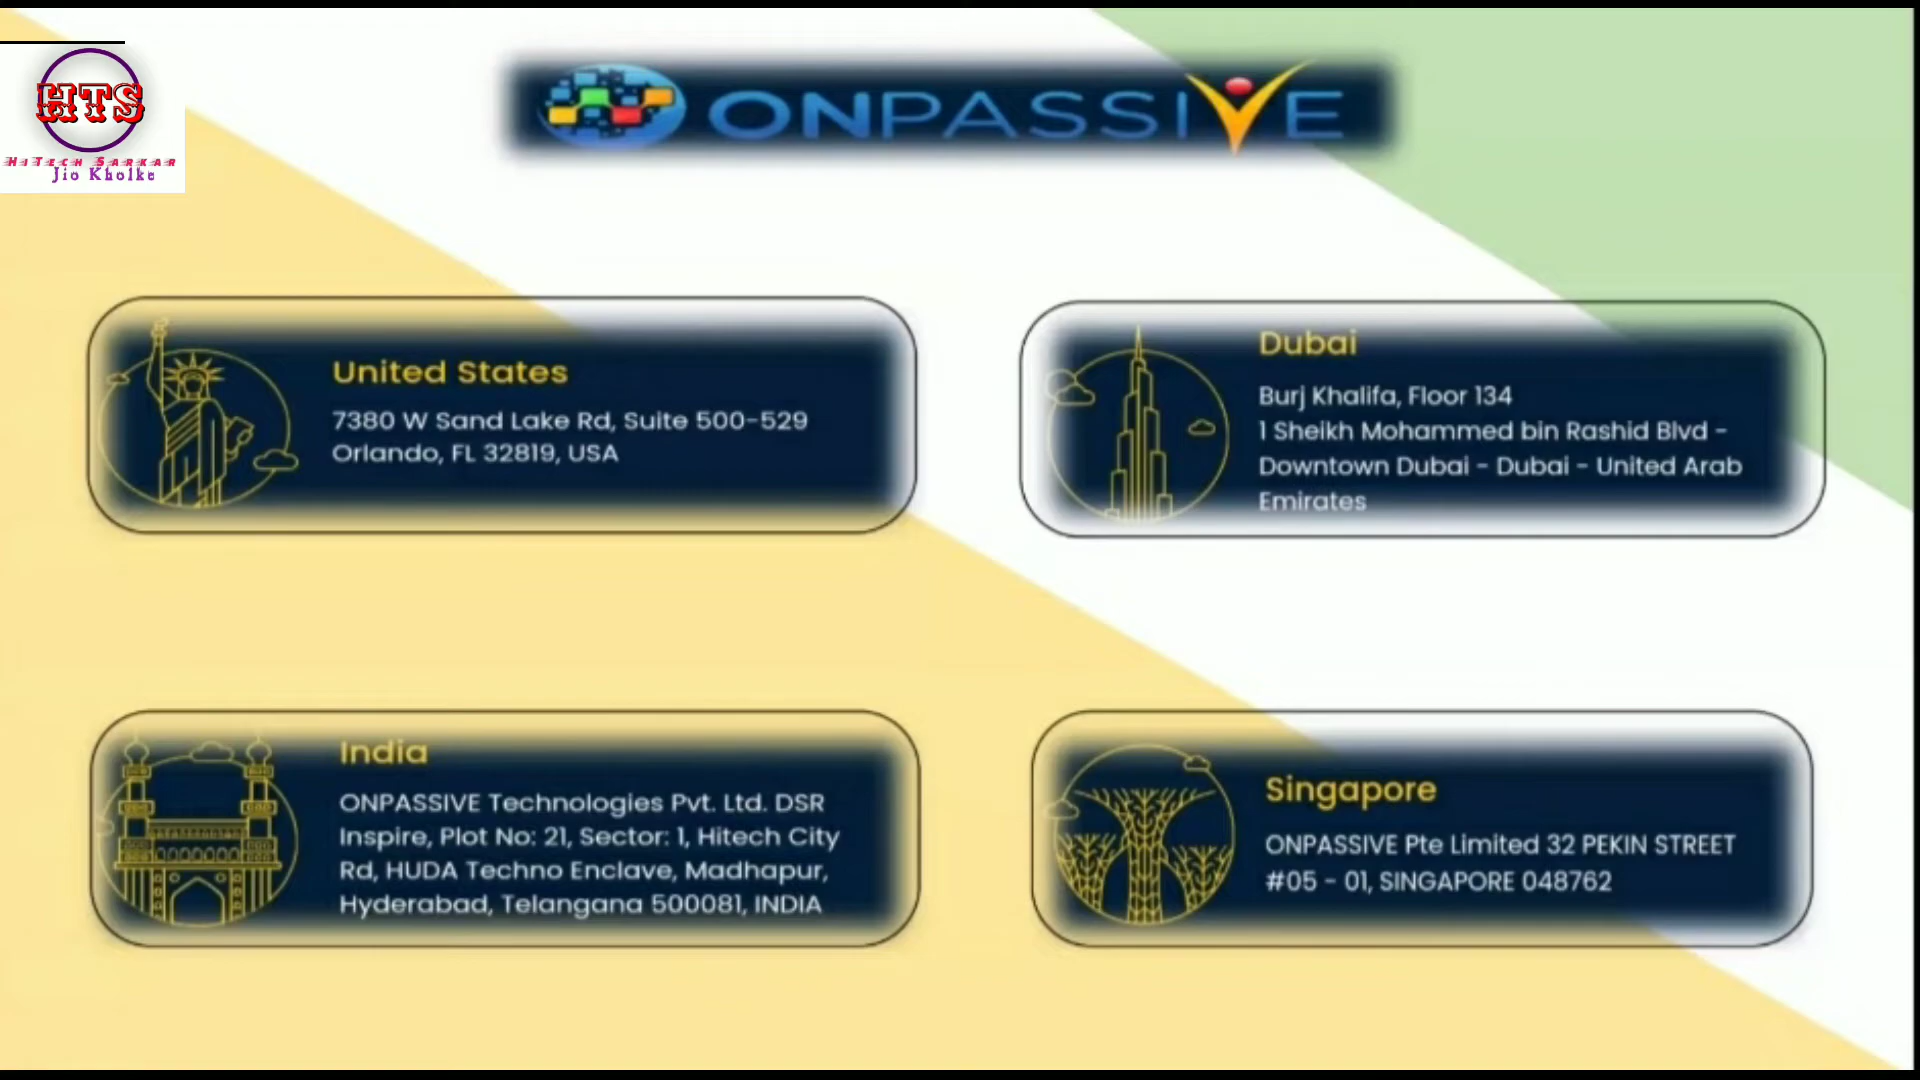 HTS
HiTech Sarkar
Jio Kholke
ONPASSIVE
United States
7380 W Sand Lake Rd, Suite 500-529
Orlando, FL 32819, USA
Dubai
Burj Khalifa, Floor 134
1 Sheikh Mohammed bin Rashid Blvd -
Downtown Dubai - Dubai - United Arab
Emirates
India
ONPASSIVE Technologies Pvt. Ltd. DSR
Inspire, Plot No: 21, Sector: 1, Hitech City
Rd, HUDA Techno Enclave, Madhapur,
Hyderabad, Telangana 500081, INDIA
Singapore
ONPASSIVE Pte Limited 32 PEKIN STREET
#05 - 01, SINGAPORE 048762